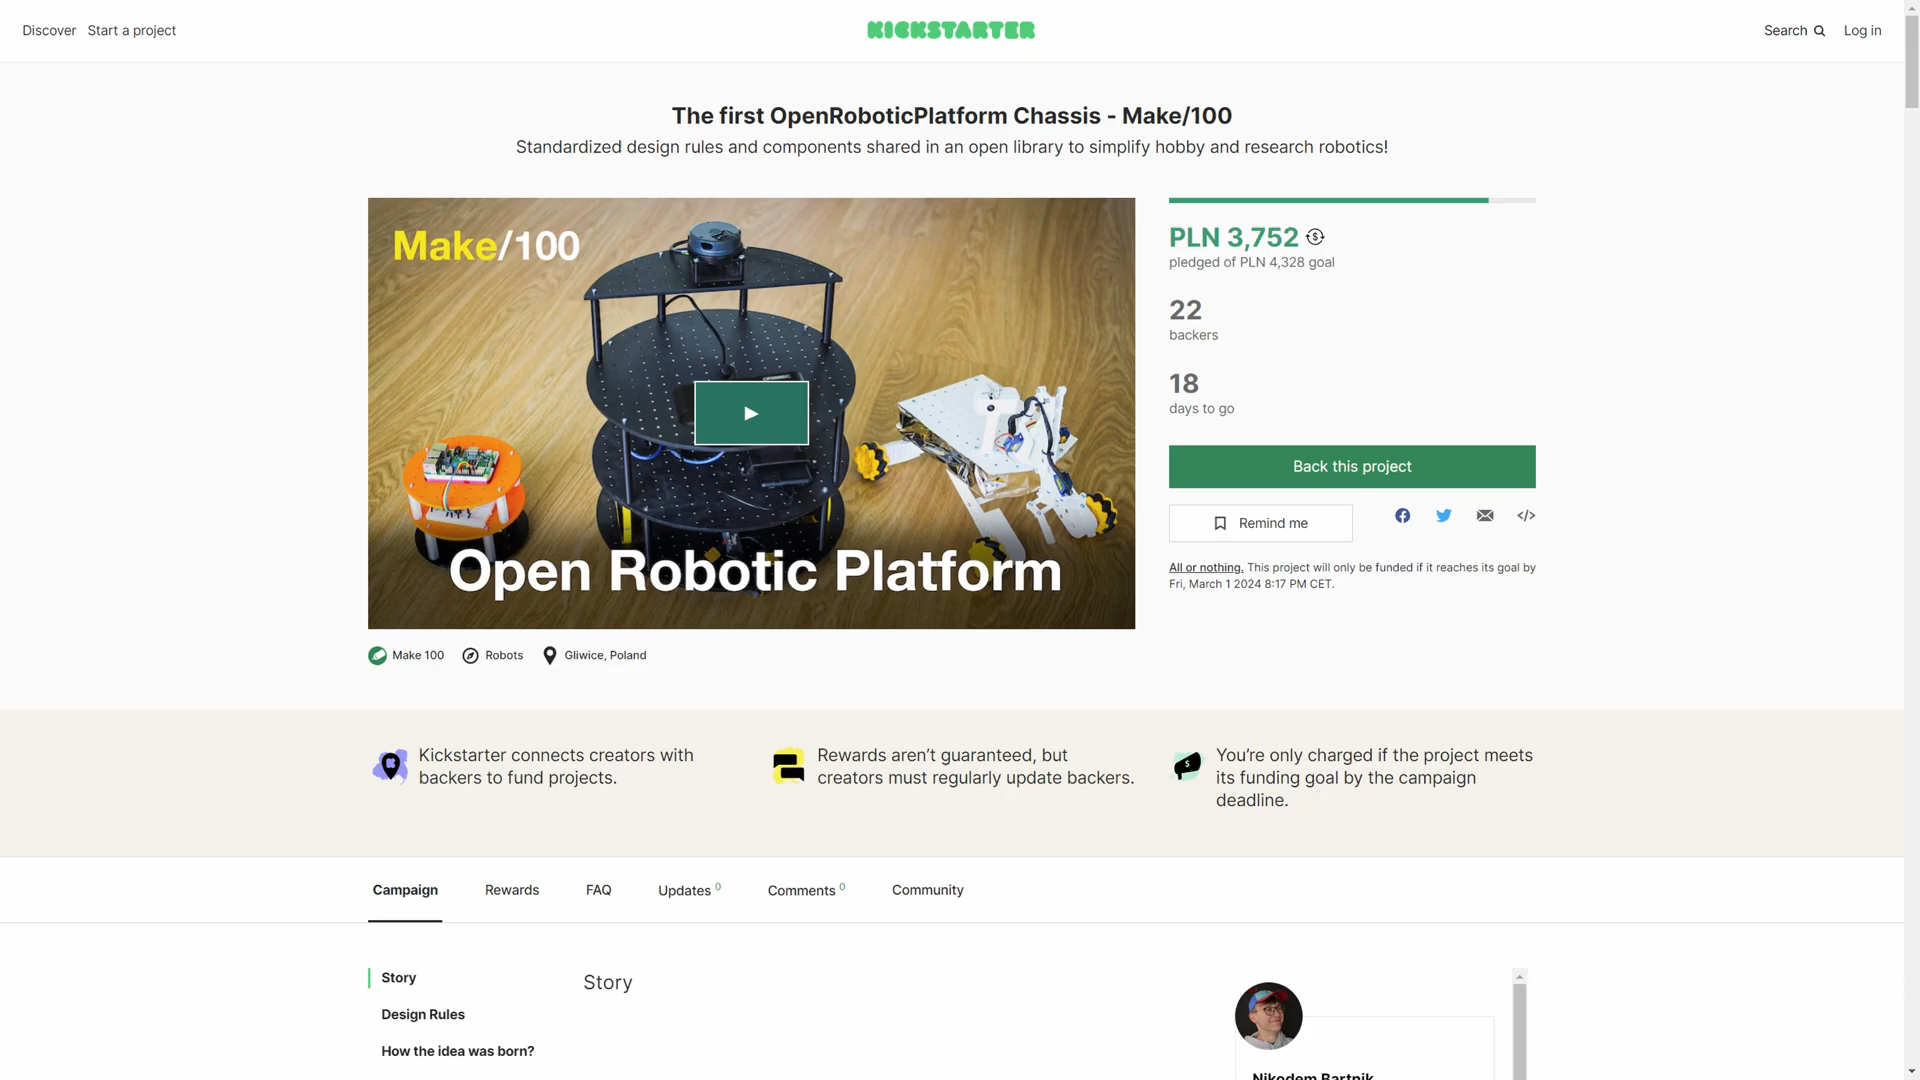 Discover Start a project KICKSTARTER Search Log in
The first OpenRoboticPlatform Chassis - Make/100
Standardized design rules and components shared in an open library to simplify hobby and research robotics!
Make/100
Open Robotic Platform
PLN 3,752
pledged of PLN 4,328 goal
22
backers
18
days to go
Back this project
Remind me
All or nothing. This project will only be funded if it reaches its goal by
Fri, March 1 2024 8:17 PM CET.
Make 100 Robots Gliwice, Poland
Kickstarter connects creators with
backers to fund projects.
Rewards aren’t guaranteed, but
creators must regularly update backers.
You’re only charged if the project meets
its funding goal by the campaign
deadline.
Campaign Rewards FAQ Updates 0 Comments 0 Community
Story
Design Rules
How the idea was born?
Story
Nikodem Bartnik